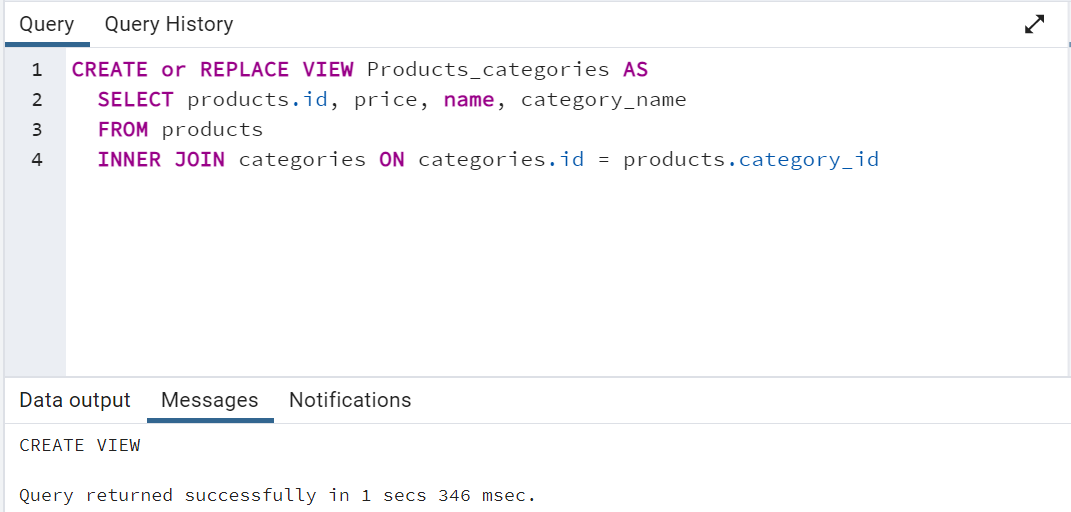 Query Query History
1 CREATE or REPLACE VIEW Products_categories AS
2 SELECT products.id, price, name, category_name
3 FROM products
4 INNER JOIN categories ON categories.id = products.category_id
Data output Messages Notifications
CREATE VIEW
Query returned successfully in 1 secs 346 msec.